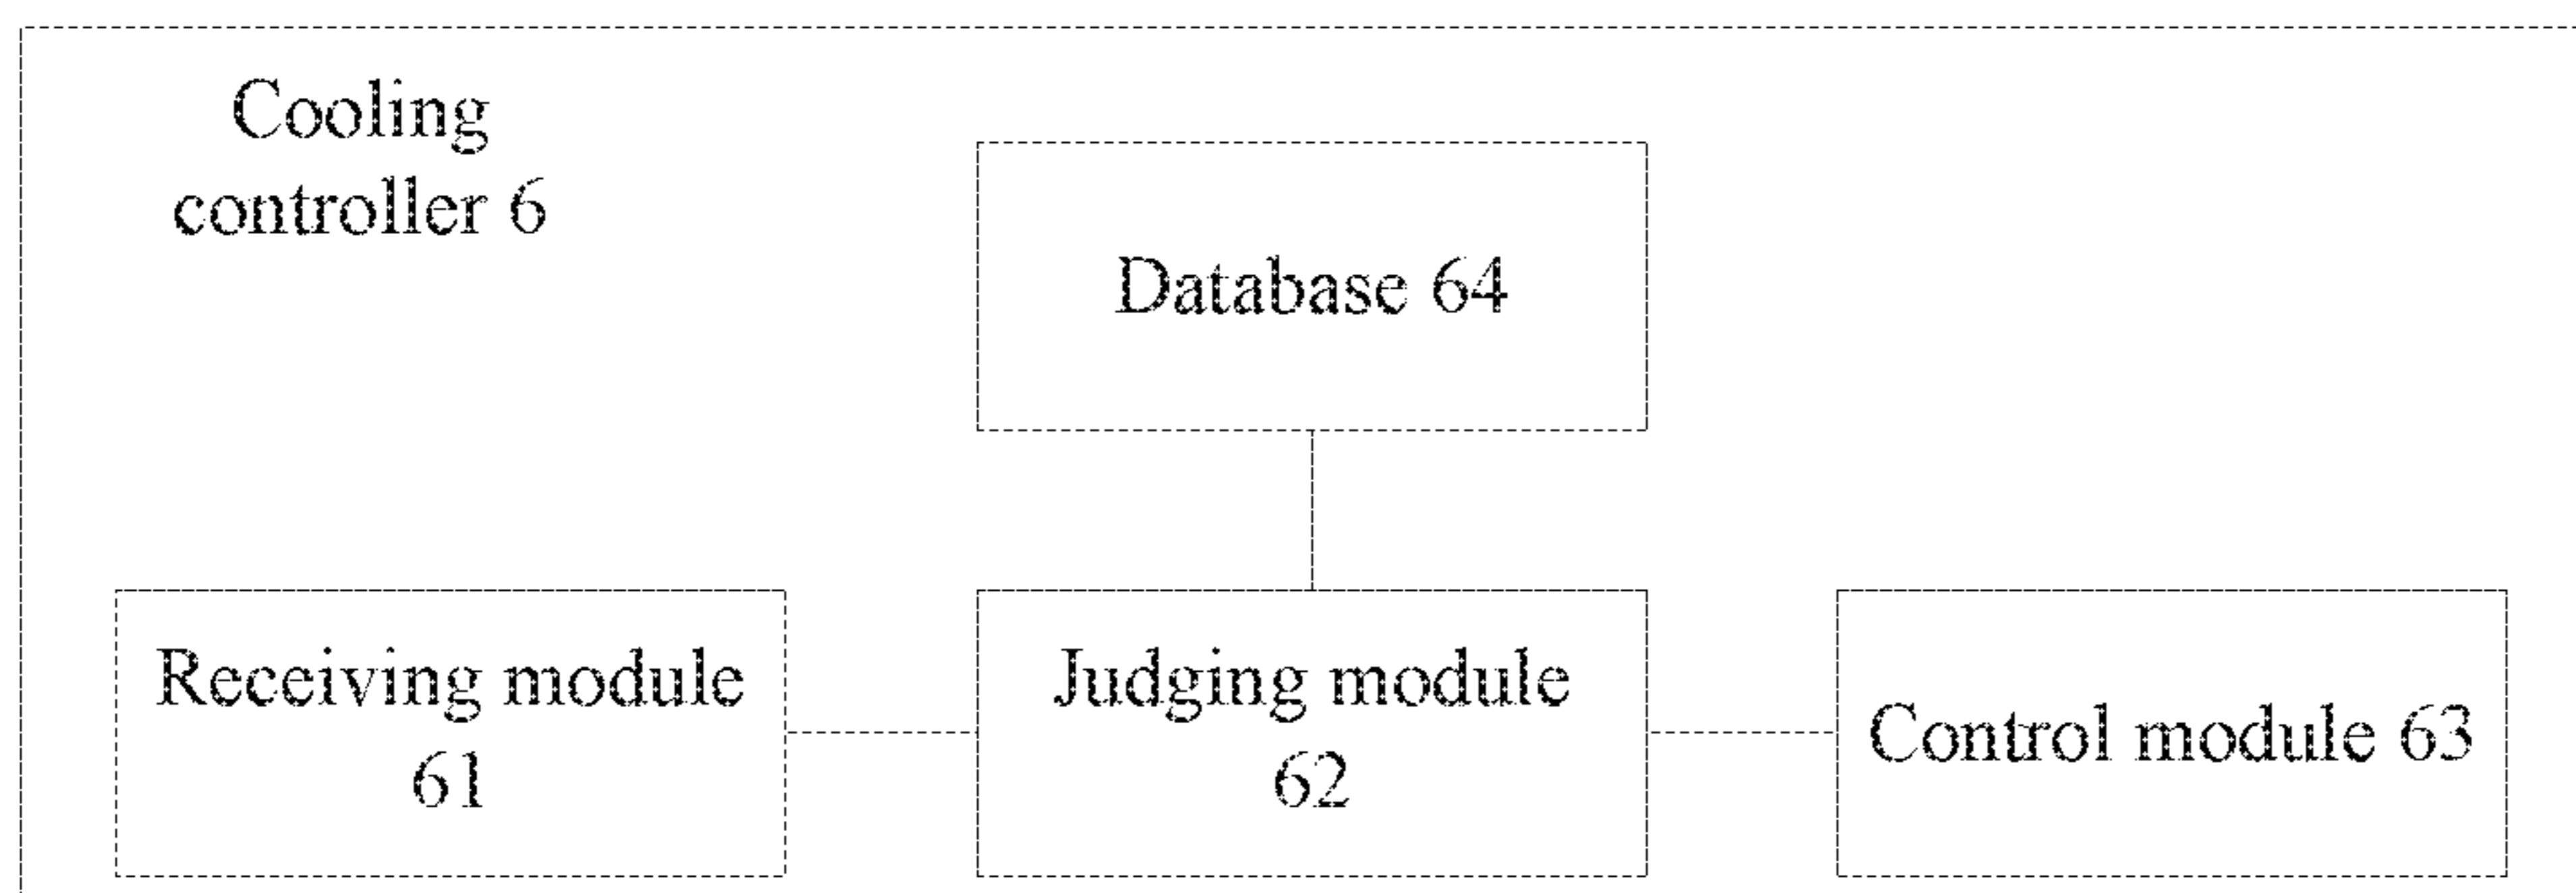 Cooling
controller 6
Database 64
Receiving module
61
Judging module
62
Control module 63